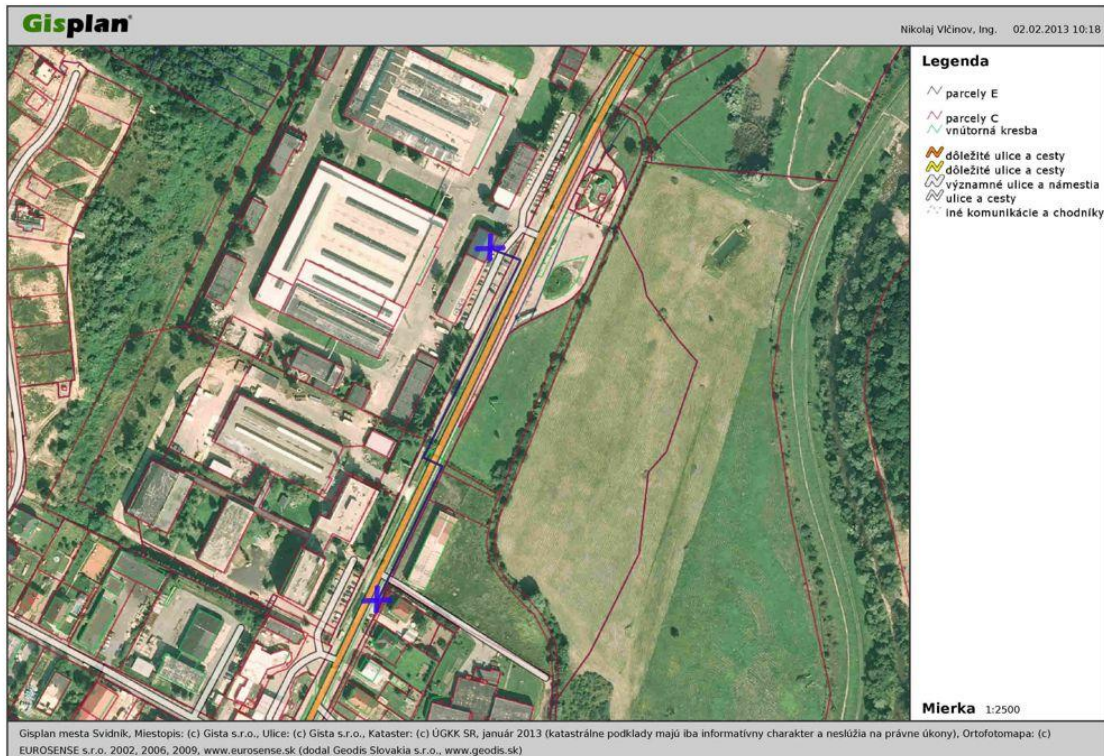 Gisplan
Nikolaj Vlčinov, Ing. 02.02.2013 10:18
Legenda
parcely E
parcely C
vnútorná kresba
dôležité ulice a cesty
dôležité ulice a cesty
významné ulice a námestia
ulice a cesty
iné komunikácie a chodníky
Mierka 1:2500
Gisplan mesta Svidník, Miestopis: (c) Gista s.r.o., Ulice: (c) Gista s.r.o., Kataster: (c) ÚGKK SR, január 2013 (katastrálne podklady majú iba informatívny charakter a neslúžia na právne úkony), Ortofotomapa: (c)
EUROSENSE s.r.o. 2002, 2006, 2009, www.eurosense.sk (dodal Geodis Slovakia s.r.o., www.geodis.sk)